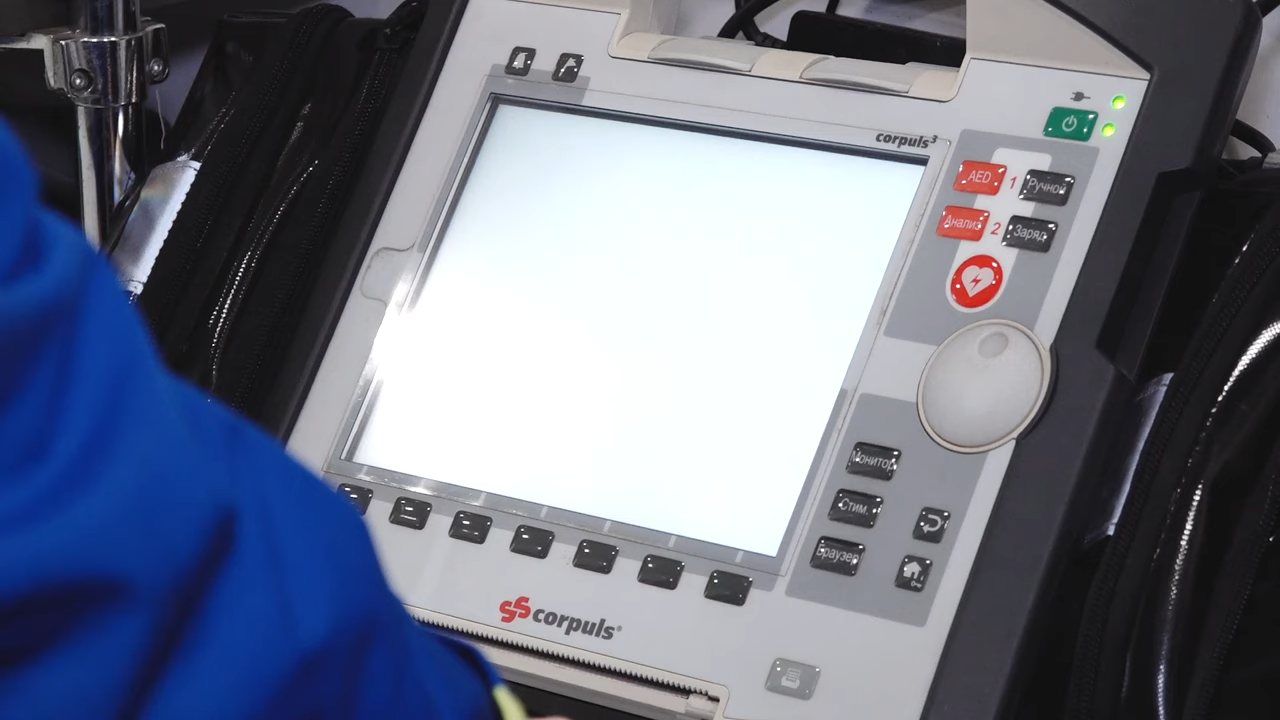 corpuls³
AED 1 Ручной
Анализ 2 Заряд
Монитор
Стим.
Браузер
corpuls®